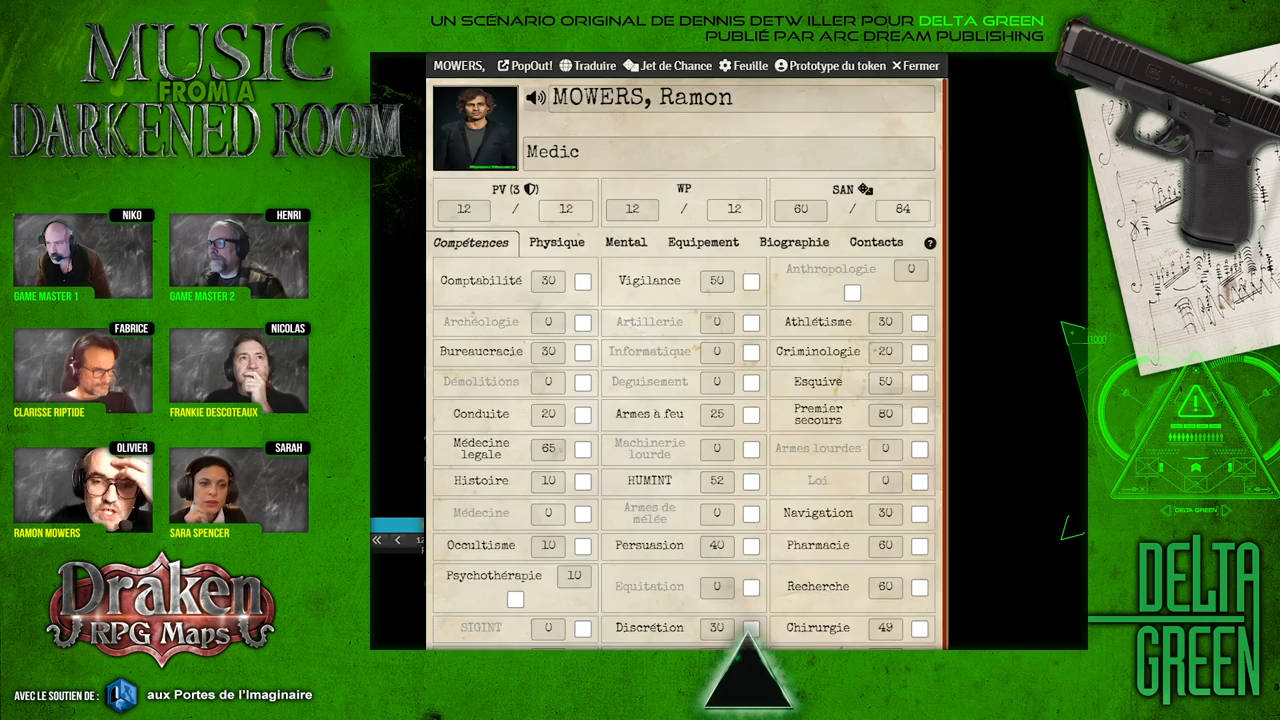 MUSIC
FROM A
DARKENED ROOM
UN SCÉNARIO ORIGINAL DE DENNIS DETWILLER POUR DELTA GREEN
PUBLIÉ PAR ARC DREAM PUBLISHING
MOWERS, PopOut! Traduire Jet de Chance Feuille Prototype du token Fermer
MOWERS, Ramon
Medic
PV (3 ) WP SAN
12 / 12 12 / 12 60 / 84
Compétences Physique Mental Equipement Biographie Contacts ?
Comptabilité 30 Vigilance 50 Anthropologie 0
Archéologie 0 Artillerie 0 Athlétisme 30
Bureaucracie 30 Informatique 0 Criminologie 20
Démolitions 0 Deguisement 0 Esquive 50
Conduite 20 Armes à feu 25 Premier secours 80
Médecine legale 65 Machinerie lourde 0 Armes lourdes 0
Histoire 10 HUMINT 52 Loi 0
Médecine 0 Armes de mêlée 0 Navigation 30
Occultisme 10 Persuasion 40 Pharmacie 60
Psychothérapie 10 Equitation 0 Recherche 60
SIGINT 0 Discrétion 30 Chirurgie 49
NIKO HENRI
GAME MASTER 1 GAME MASTER 2
FABRICE NICOLAS
CLARISSE RIPTIDE FRANKIE DESCOTEAUX
OLIVIER SARAH
RAMON MOWERS SARA SPENCER
Draken
RPG Maps
AVEC LE SOUTIEN DE : aux Portes de l'Imaginaire
1000
DELTA GREEN
DELTA
GREEN